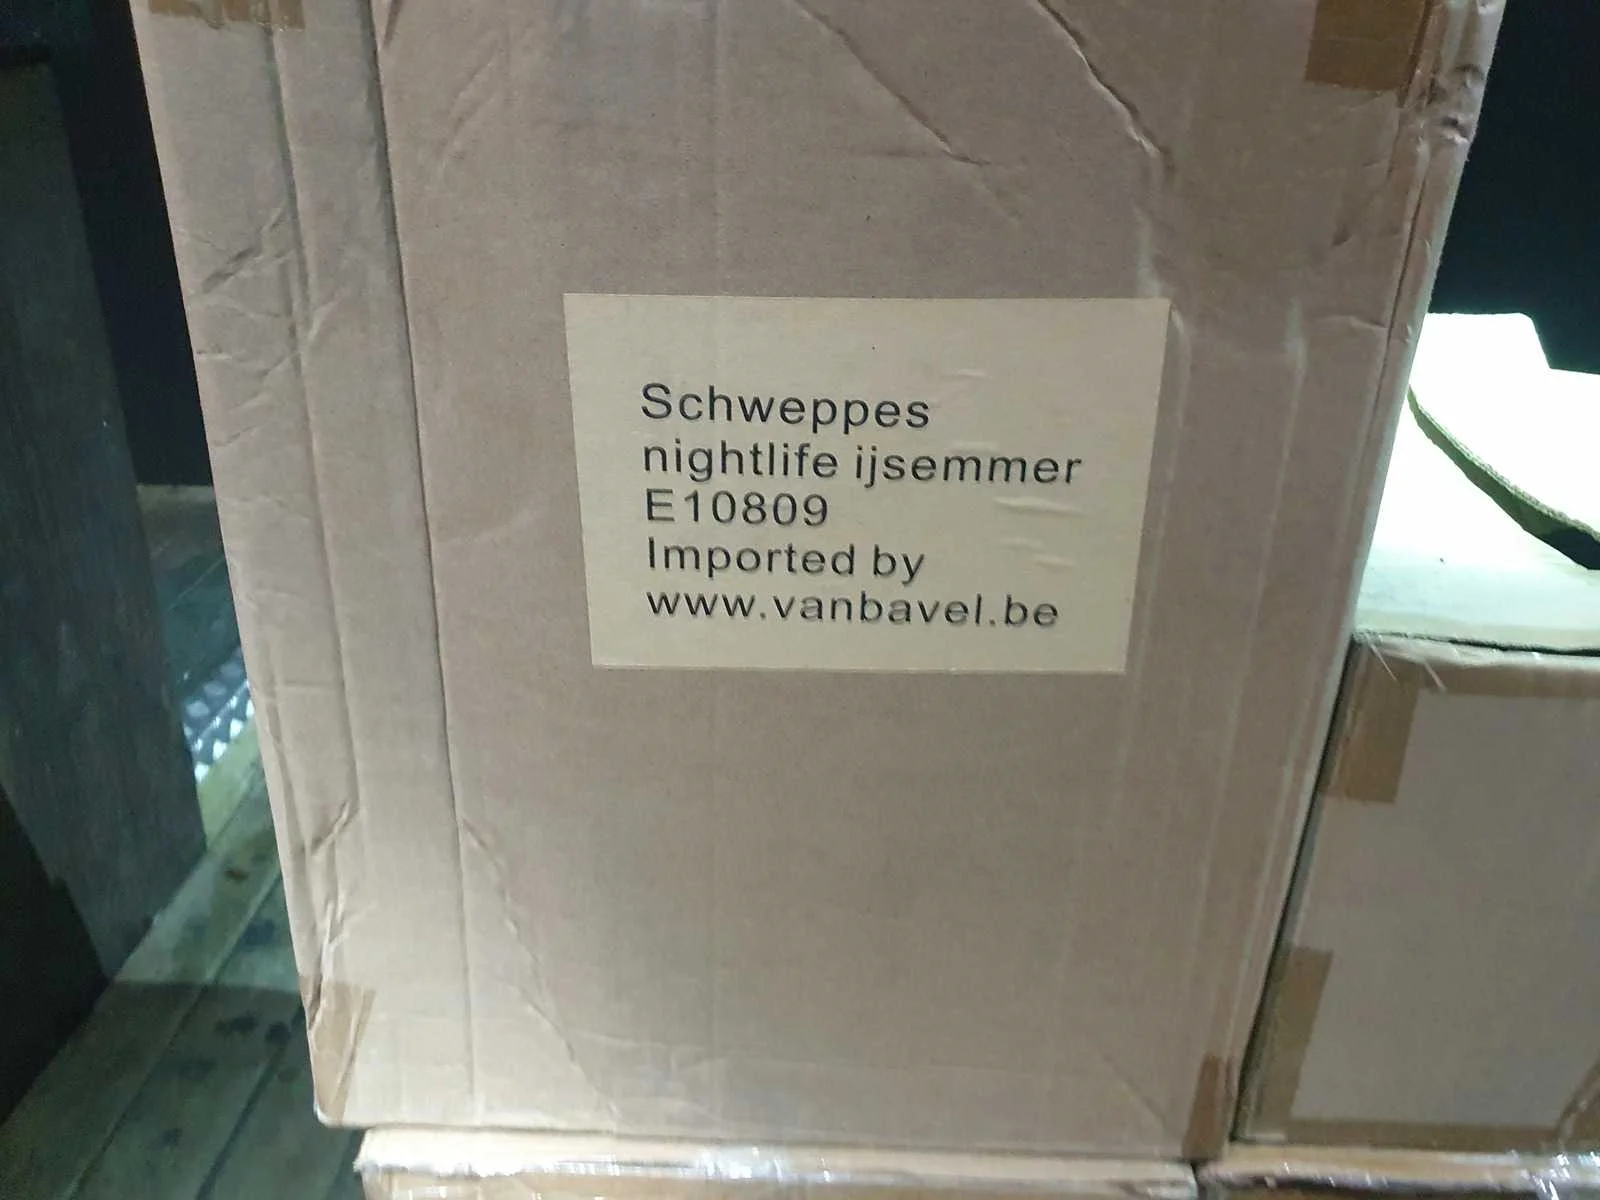 Schweppes
nightlife ijsemmer
E10809
Imported by
www.vanbavel.be